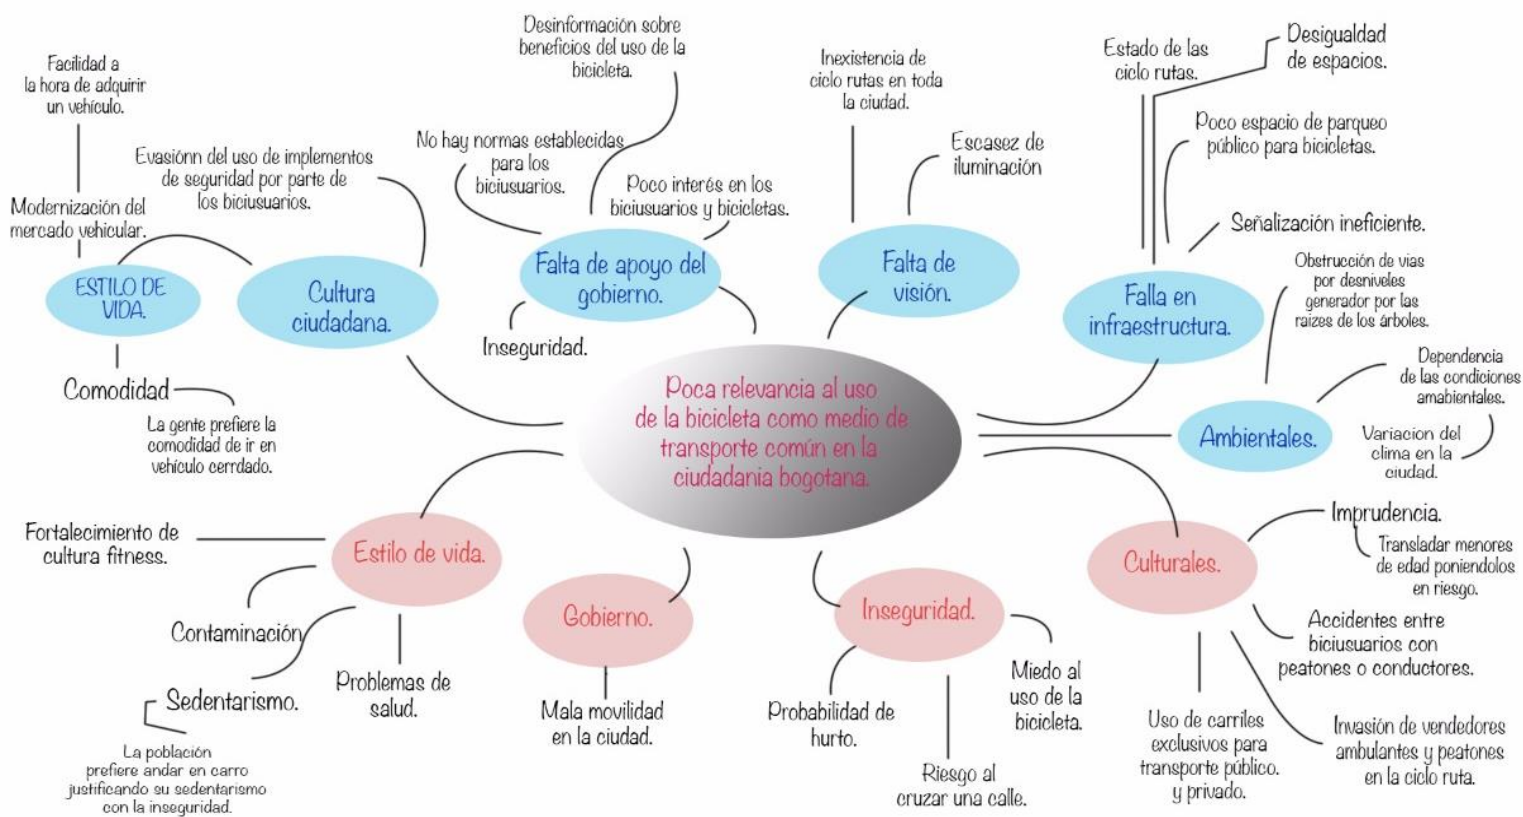 Desinformación sobre
beneficios del uso de la
bicicleta.
Facilidad a
la hora de adquirir
un vehículo.
Inexistencia de
ciclo rutas en toda
la ciudad.
Estado de las
ciclo rutas.
Desigualdad
de espacios.
No hay normas establecidas
para los
biciusuarios.
Poco espacio de parqueo
público para bicicletas.
Escasez de
iluminación
Evasiónn del uso de implementos
de seguridad por parte de
los biciusuarios.
Poco interés en los
biciusuarios y bicicletas.
Modernización del
mercado vehicular.
Señalización ineficiente.
ESTILO DE
VIDA.
Cultura
ciudadana.
Falta de apoyo del
gobierno.
Falta de
visión.
Falla en
infraestructura.
Obstrucción de vias
por desniveles
generador por las
raizes de los árboles.
Inseguridad.
Comodidad
La gente prefiere la
comodidad de ir en
vehículo cerrdado.
Poca relevancia al uso
de la bicicleta como medio de
transporte común en la
ciudadania bogotana.
Dependencia
de las condiciones
amabientales.
Ambientales.
Variacion del
clima en la
ciudad.
Fortalecimiento de
cultura fitness.
Estilo de vida.
Culturales.
Imprudencia.
Transladar menores
de edad poniendolos
en riesgo.
Gobierno.
Inseguridad.
Contaminación
Accidentes entre
biciusuarios con
peatones o conductores.
Sedentarismo.
Problemas de
salud.
Mala movilidad
en la ciudad.
Probabilidad de
hurto.
Miedo al
uso de la
bicicleta.
Uso de carriles
exclusivos para
transporte público.
y privado.
Invasión de vendedores
ambulantes y peatones
en la ciclo ruta.
La población
prefiere andar en carro
justificando su sedentarismo
con la inseguridad.
Riesgo al
cruzar una calle.